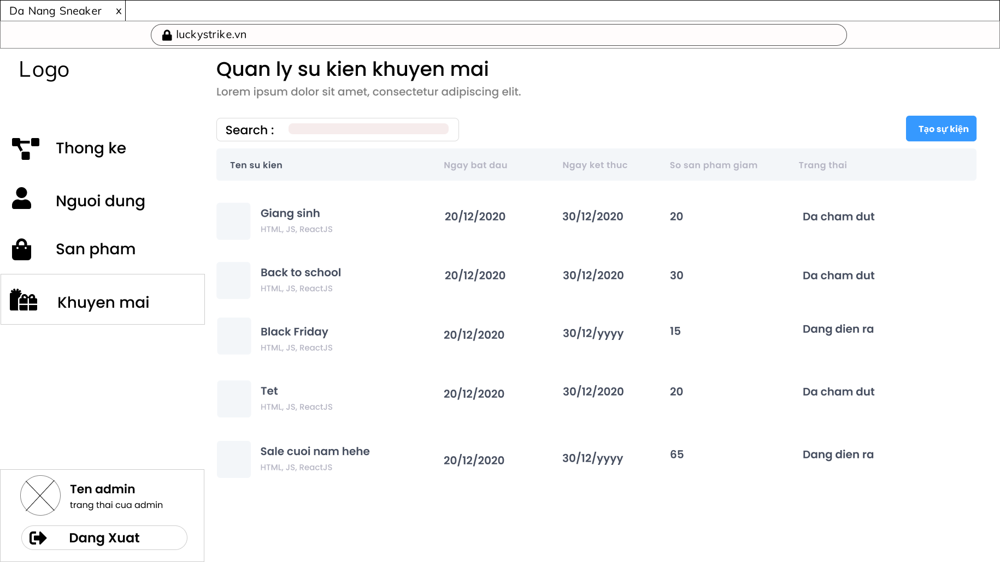 Da Nang Sneaker x
luckystrike.vn
Logo
Thong ke
Nguoi dung
San pham
Khuyen mai
Ten admin
trang thai cua admin
Dang Xuat
Quan ly su kien khuyen mai
Lorem ipsum dolor sit amet, consectetur adipiscing elit.
Search :
Tạo sự kiện
Ten su kien Ngay bat dau Ngay ket thuc So san pham giam Trang thai
Giang sinh 20/12/2020 30/12/2020 20 Da cham dut
HTML, JS, ReactJS
Back to school 20/12/2020 30/12/2020 30 Da cham dut
HTML, JS, ReactJS
Black Friday 20/12/2020 30/12/yyyy 15 Dang dien ra
HTML, JS, ReactJS
Tet 20/12/2020 30/12/2020 20 Da cham dut
HTML, JS, ReactJS
Sale cuoi nam hehe 20/12/2020 30/12/yyyy 65 Dang dien ra
HTML, JS, ReactJS